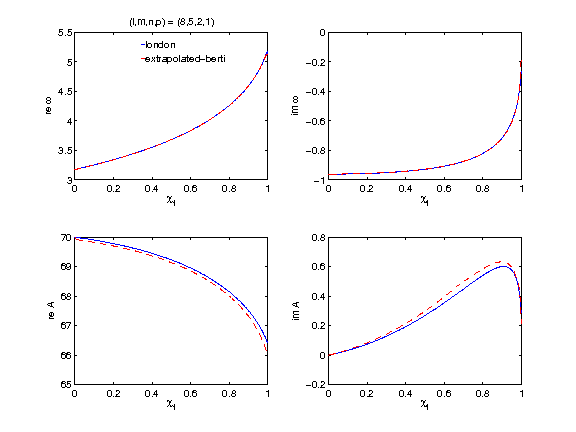 (l,m,n,p) = (8,5,2,1)
5.5
5
4.5
4
3.5
3
re ω
london
extrapolated−berti
0 0.2 0.4 0.6 0.8 1
χf
0
−0.2
−0.4
−0.6
−0.8
−1
im ω
0 0.2 0.4 0.6 0.8 1
χf
70
69
68
67
66
65
re A
0 0.2 0.4 0.6 0.8 1
χf
0.8
0.6
0.4
0.2
0
−0.2
im A
0 0.2 0.4 0.6 0.8 1
χf